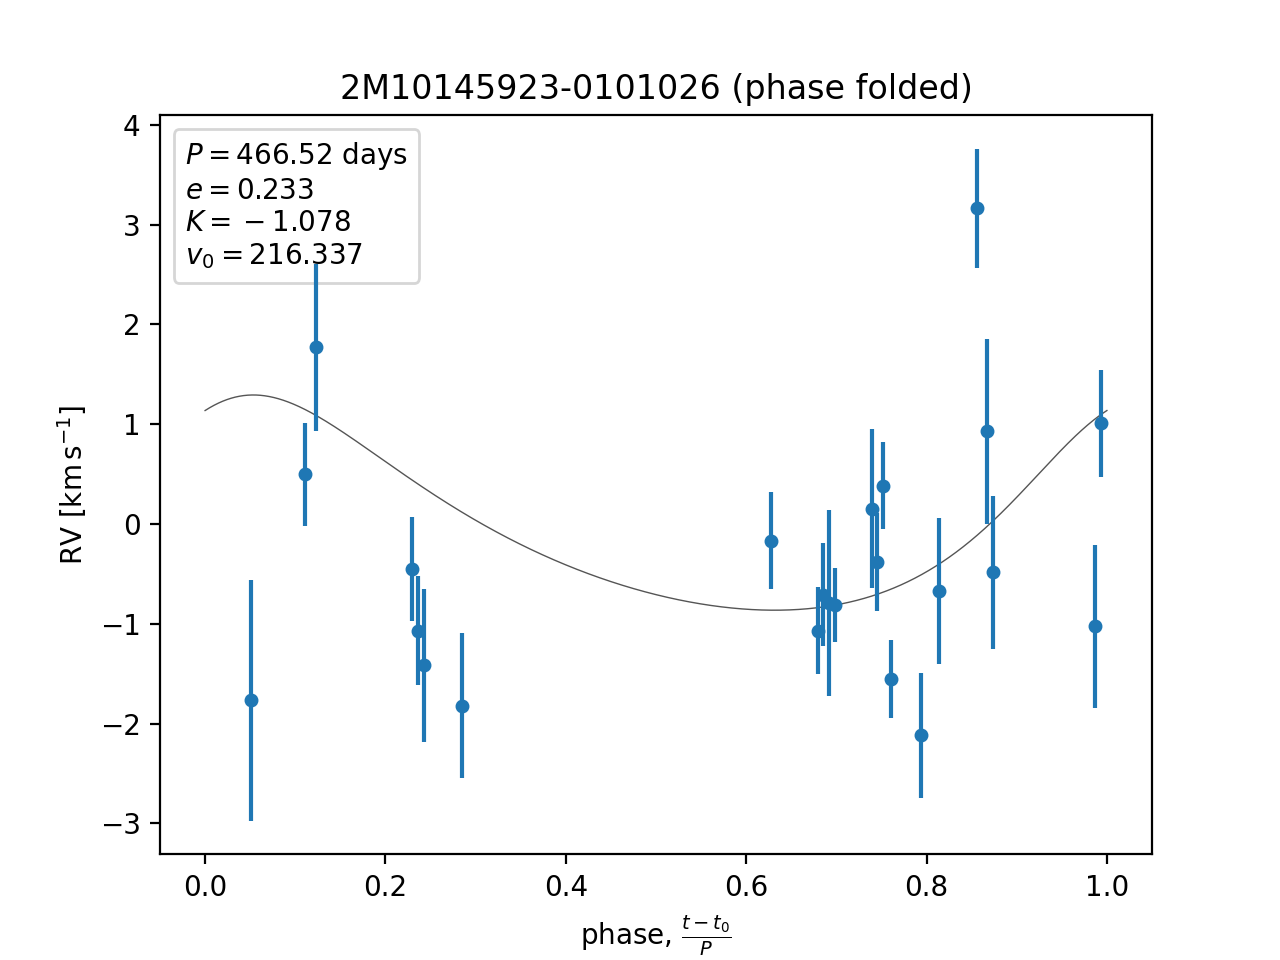 2M10145923-0101026 (phase folded)
P = 466.52 days
e = 0.233
K = −1.078
v₀ = 216.337
RV [km s⁻¹]
4
3
2
1
0
−1
−2
−3
0.0 0.2 0.4 0.6 0.8 1.0
phase, (t − t₀)/P